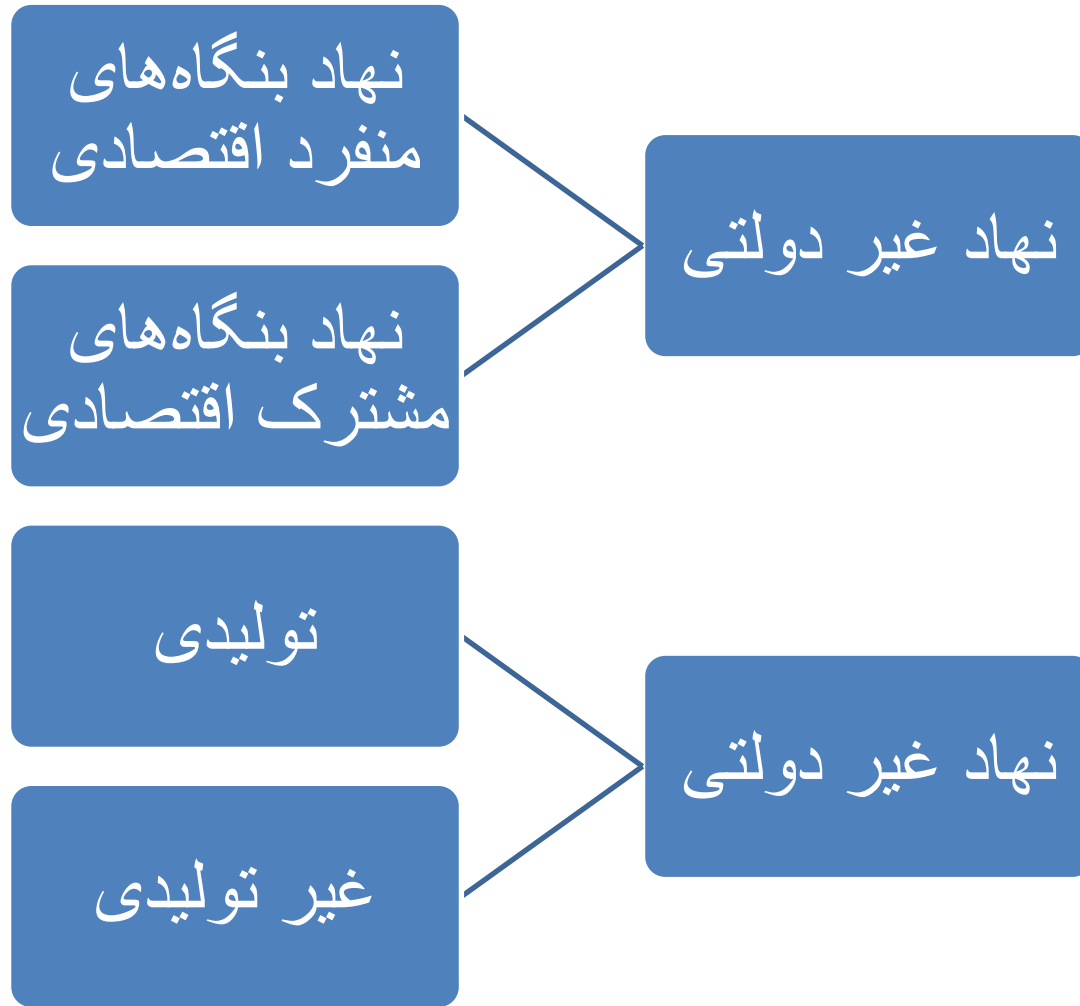 نهاد غیر دولتی
نهاد بنگاه‌های
منفرد اقتصادی
نهاد بنگاه‌های
مشترک اقتصادی
نهاد غیر دولتی
تولیدی
غیر تولیدی